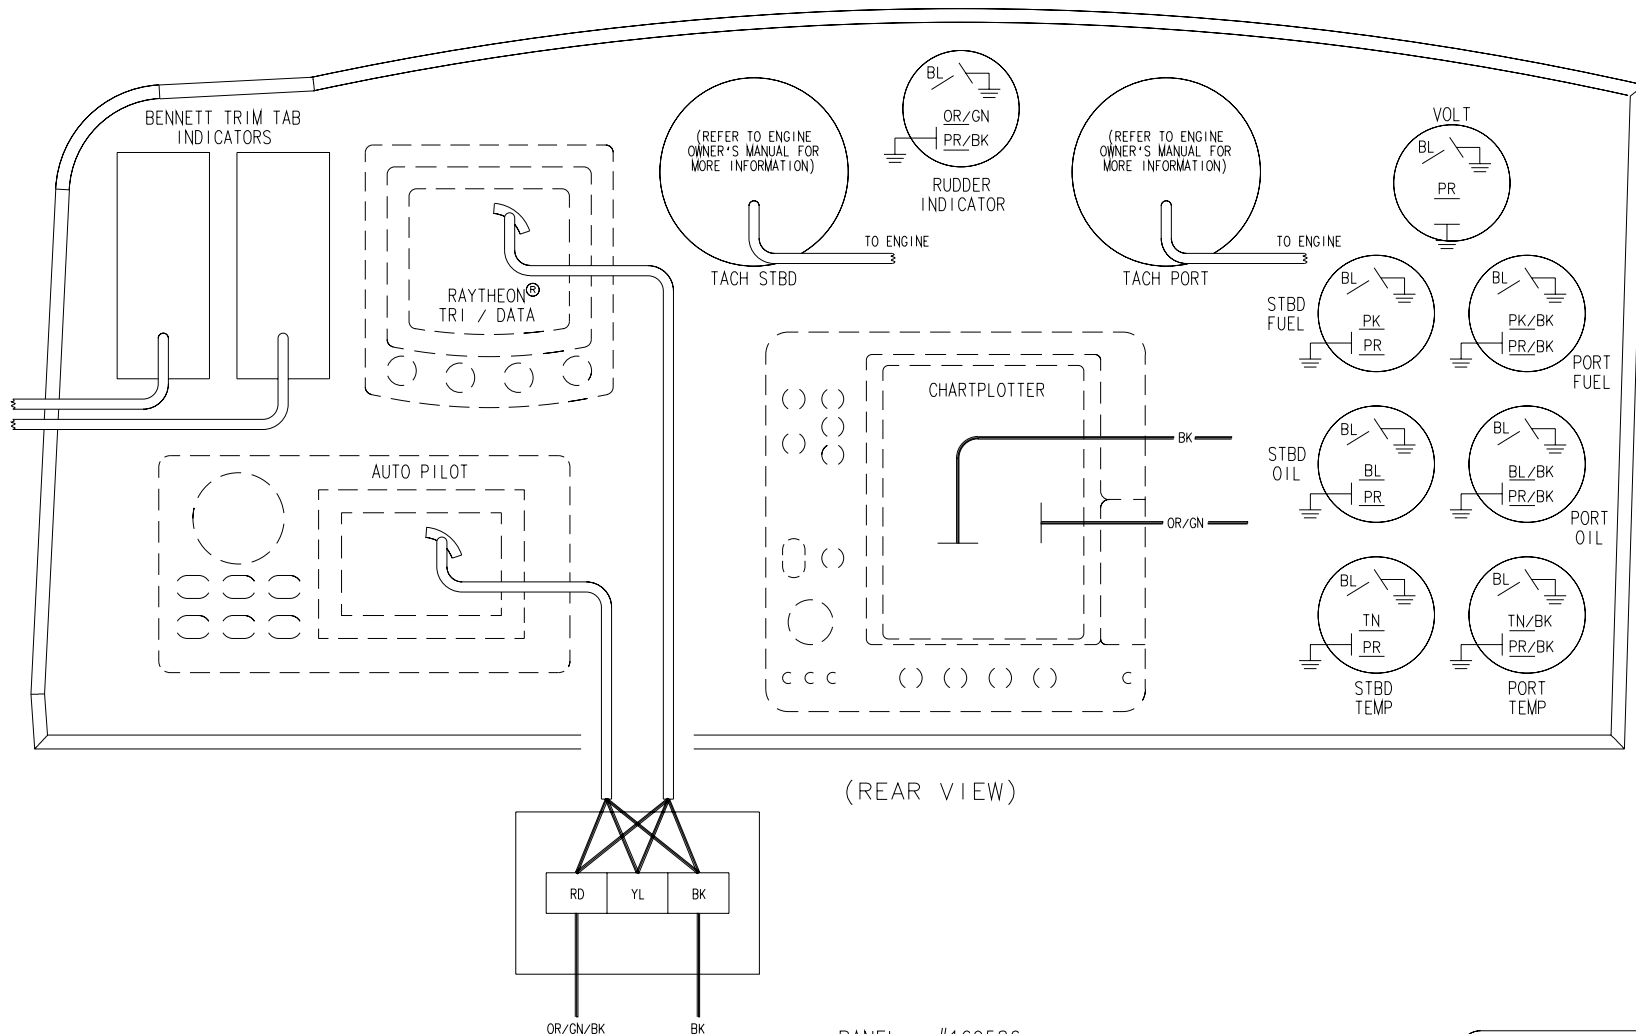 BENNETT TRIM TAB
INDICATORS
RAYTHEON®
TRI / DATA
AUTO PILOT
(REFER TO ENGINE
OWNER'S MANUAL FOR
MORE INFORMATION)
TO ENGINE
TACH STBD
BL
OR/GN
PR/BK
RUDDER
INDICATOR
(REFER TO ENGINE
OWNER'S MANUAL FOR
MORE INFORMATION)
TO ENGINE
TACH PORT
VOLT
BL
PR
STBD
FUEL
BL
PK
PR
BL
PK/BK
PR/BK
PORT
FUEL
CHARTPLOTTER
BK
OR/GN
STBD
OIL
BL
BL
PR
BL
BL/BK
PR/BK
PORT
OIL
BL
TN
PR
STBD
TEMP
BL
TN/BK
PR/BK
PORT
TEMP
(REAR VIEW)
RD
YL
BK
OR/GN/BK
BK